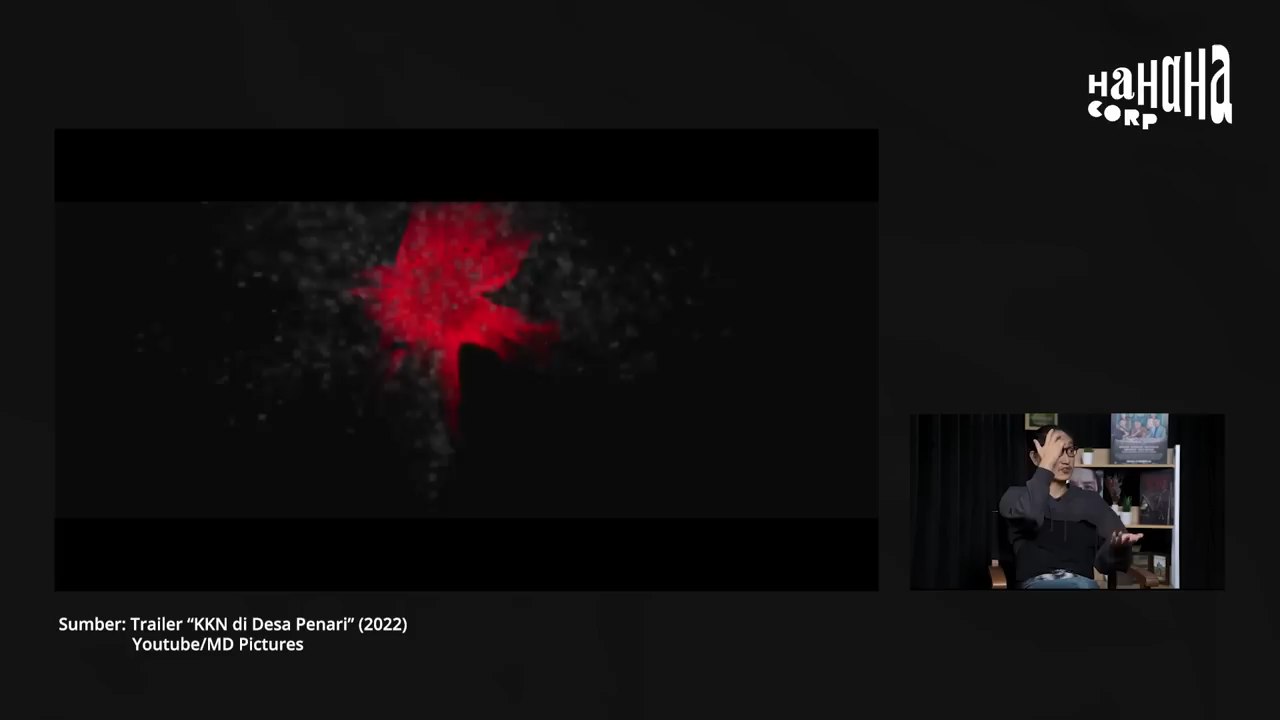 HaHaHa
CORP
Sumber: Trailer “KKN di Desa Penari” (2022)
Youtube/MD Pictures